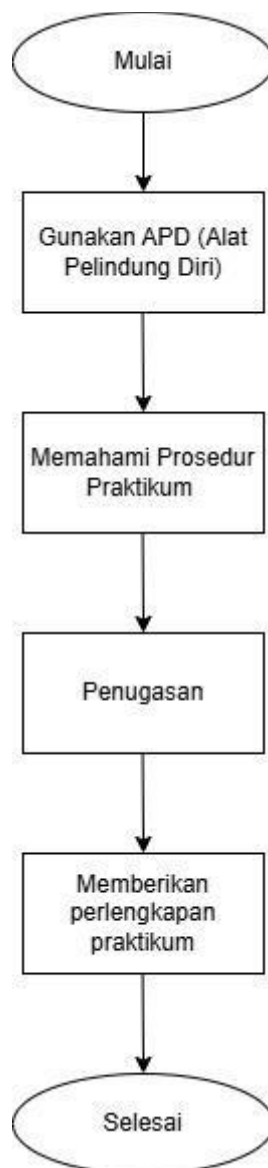 Mulai
Gunakan APD (Alat
Pelindung Diri)
Memahami Prosedur
Praktikum
Penugasan
Memberikan
perlengkapan
praktikum
Selesai